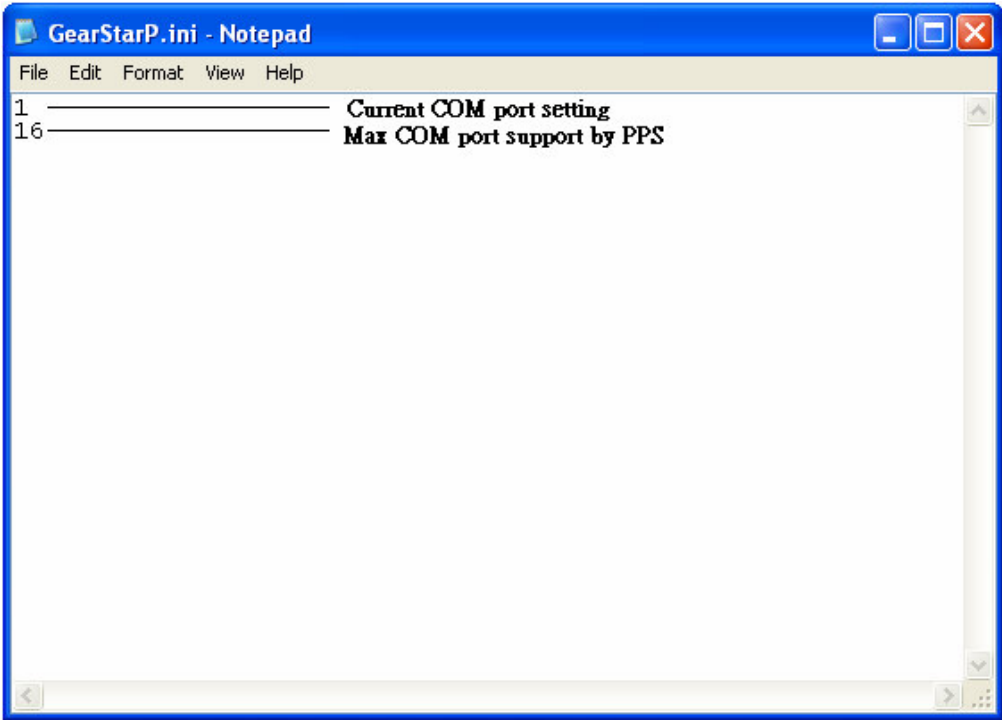 GearStarP.ini - Notepad
File Edit Format View Help
1 Current COM port setting
16 Max COM port support by PPS